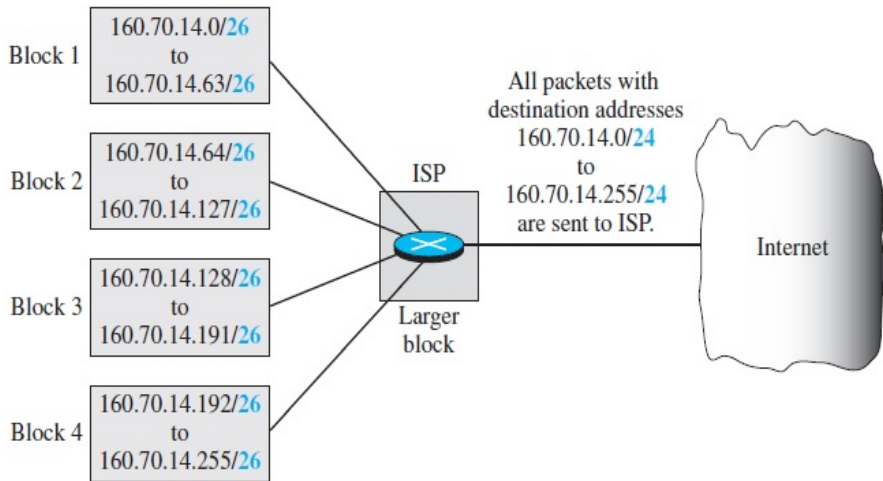 Block 1
160.70.14.0/26
to
160.70.14.63/26
Block 2
160.70.14.64/26
to
160.70.14.127/26
Block 3
160.70.14.128/26
to
160.70.14.191/26
Block 4
160.70.14.192/26
to
160.70.14.255/26
ISP
Larger
block
All packets with
destination addresses
160.70.14.0/24
to
160.70.14.255/24
are sent to ISP.
Internet